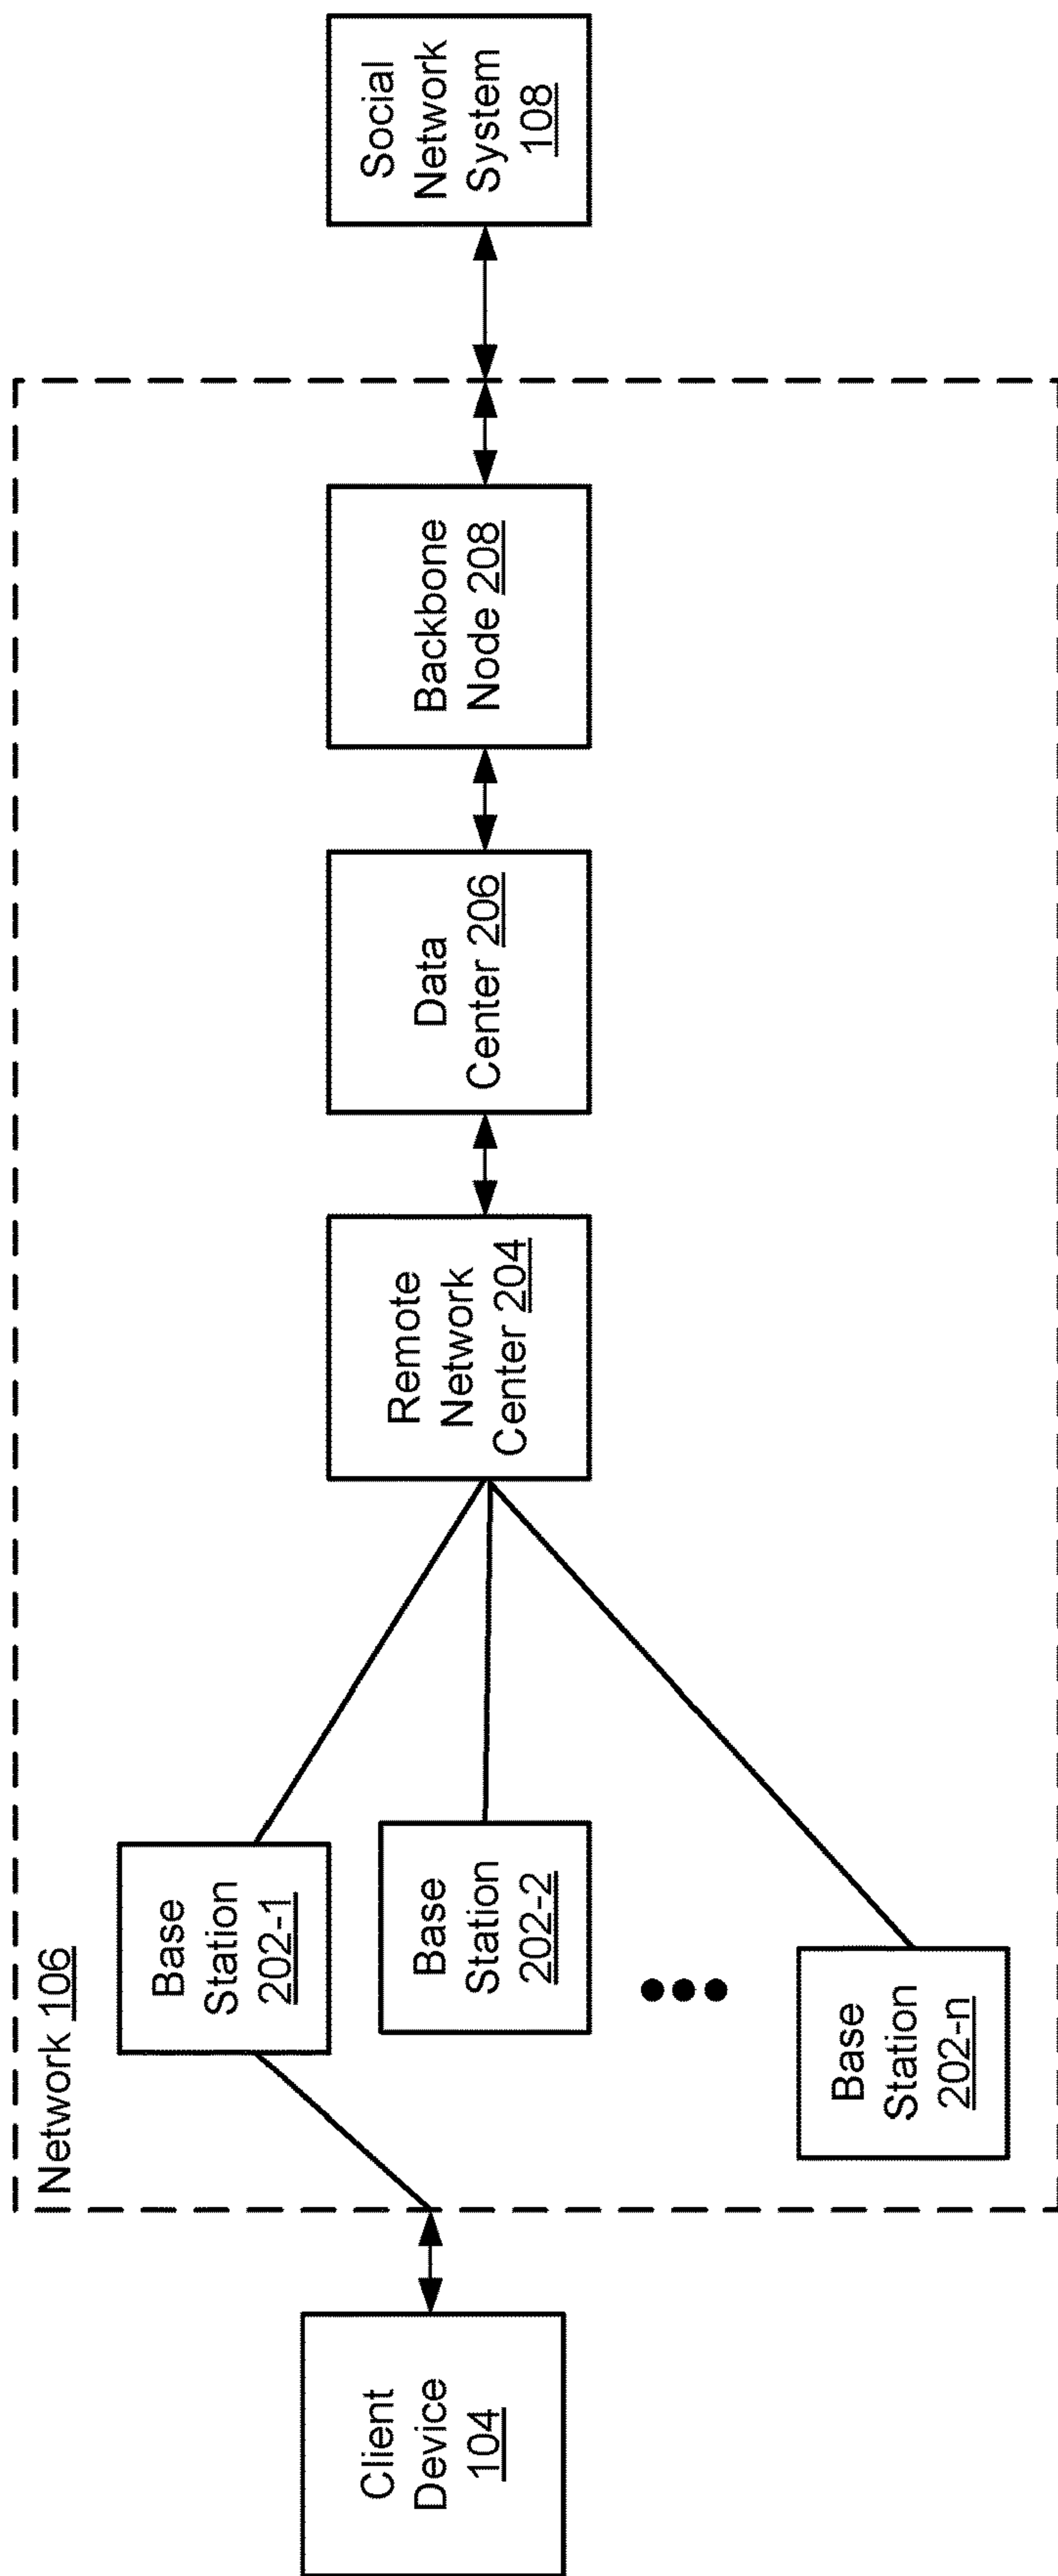 Network 106
Client
Device
104
Base
Station
202-1
Base
Station
202-2
Base
Station
202-n
Remote
Network
Center 204
Data
Center 206
Backbone
Node 208
Social
Network
System
108